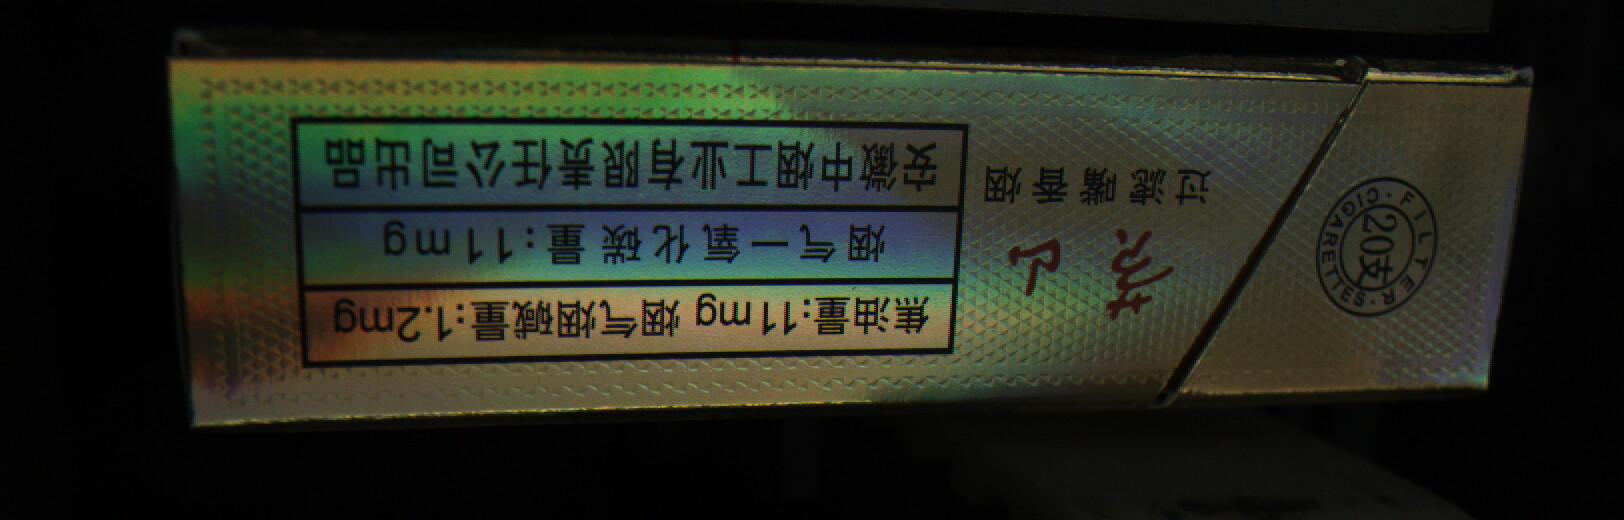 FILTER · CIGARETTES ·
20支
黄山
过滤嘴香烟
焦油量:11mg 烟气烟碱量:1.2mg
烟气一氧化碳量:11mg
安徽中烟工业有限责任公司出品